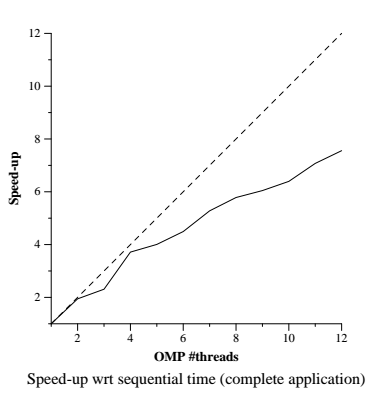 12
10
8
6
4
2
Speed-up
2 4 6 8 10 12
OMP #threads
Speed-up wrt sequential time (complete application)